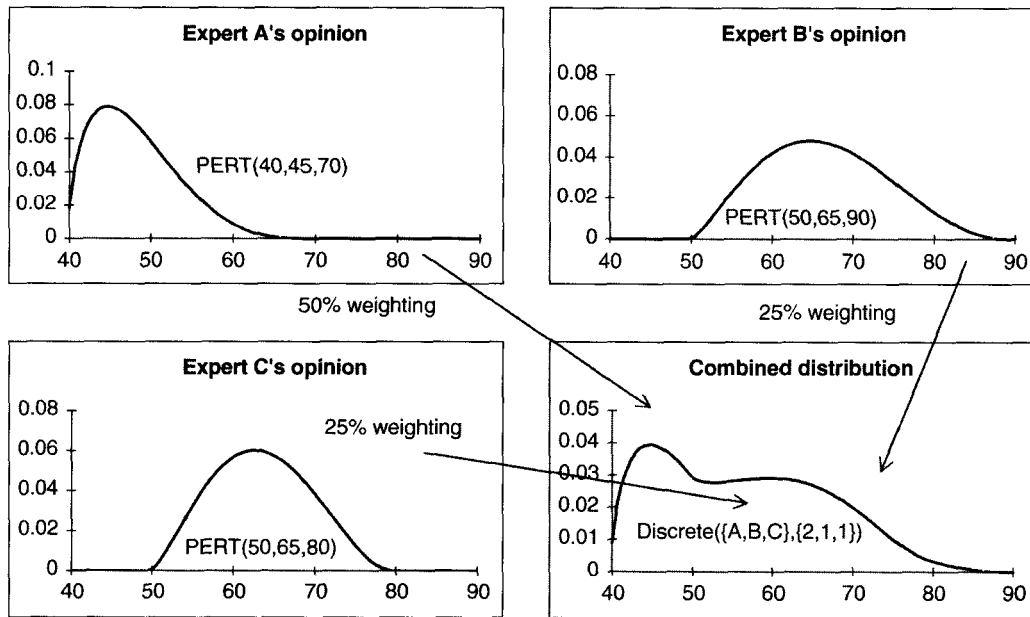 Expert A's opinion
0.1
0.08
0.06
0.04
0.02
0
PERT(40,45,70)
40 50 60 70 80 90
50% weighting
Expert B's opinion
0.08
0.06
0.04
0.02
0
PERT(50,65,90)
40 50 60 70 80 90
25% weighting
Expert C's opinion
0.08
0.06
0.04
0.02
0
25% weighting
PERT(50,65,80)
40 50 60 70 80 90
Combined distribution
0.05
0.04
0.03
0.02
0.01
0
Discrete({A,B,C},{2,1,1})
40 50 60 70 80 90